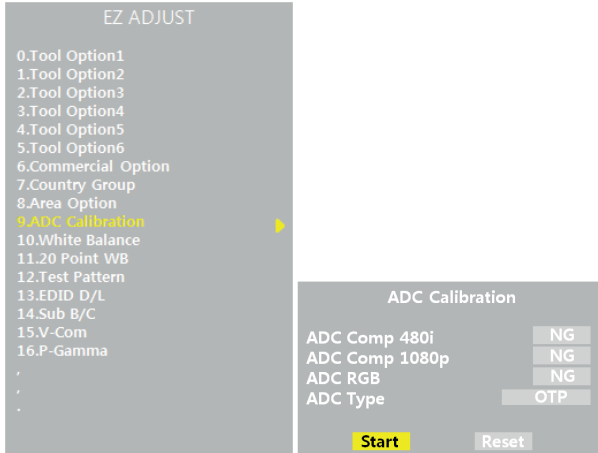 EZ ADJUST
0.Tool Option1
1.Tool Option2
2.Tool Option3
3.Tool Option4
4.Tool Option5
5.Tool Option6
6.Commercial Option
7.Country Group
8.Area Option
9.ADC Calibration
10.White Balance
11.20 Point WB
12.Test Pattern
13.EDID D/L
14.Sub B/C
15.V-Com
16.P-Gamma
,
,
.
ADC Calibration
ADC Comp 480i NG
ADC Comp 1080p NG
ADC RGB NG
ADC Type OTP
Start Reset